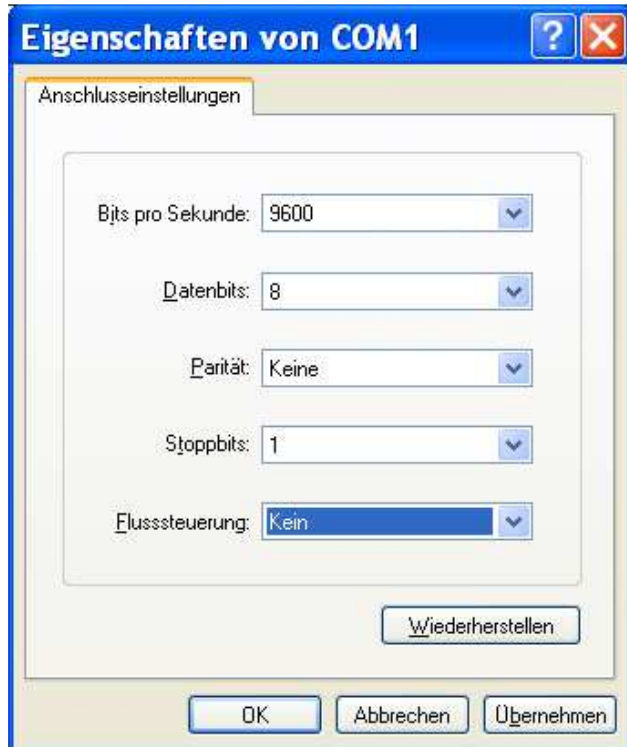 Eigenschaften von COM1
Anschlusseinstellungen
Bits pro Sekunde: 9600
Datenbits: 8
Parität: Keine
Stoppbits: 1
Flusssteuerung: Kein
Wiederherstellen
OK Abbrechen Übernehmen